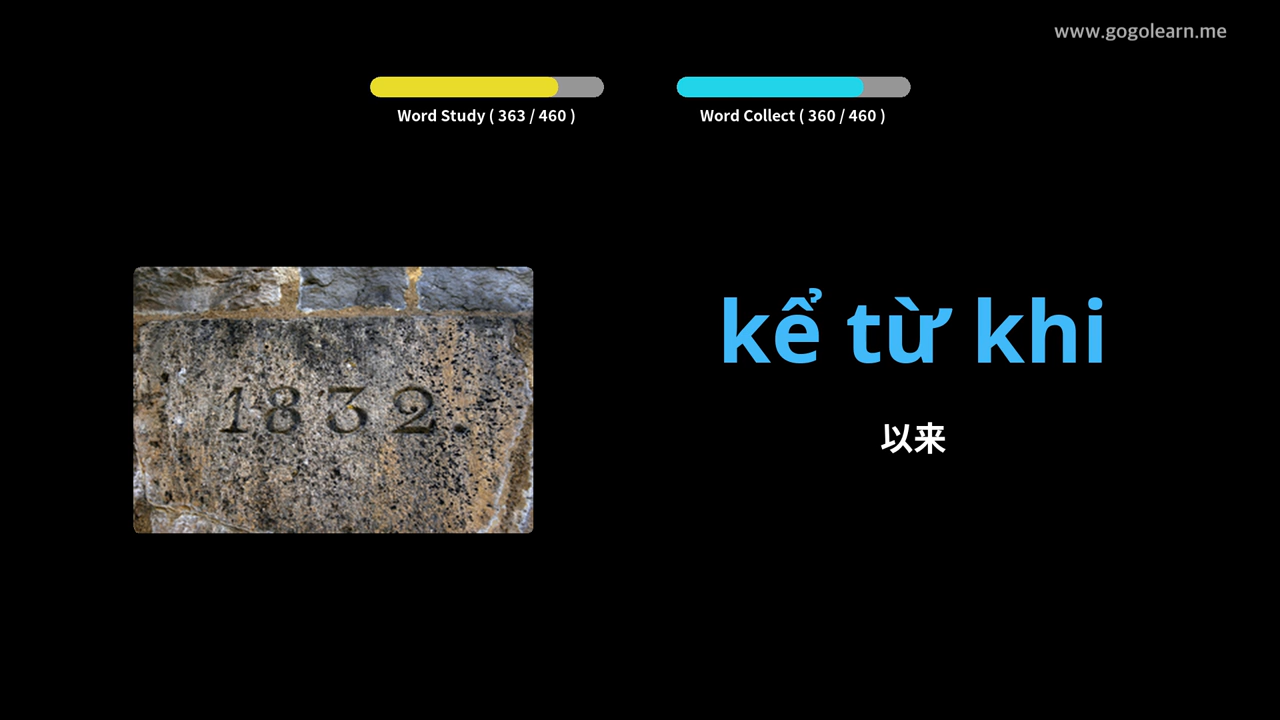 www.gogolearn.me
Word Study ( 363 / 460 )
Word Collect ( 360 / 460 )
1832.
kể từ khi
以来